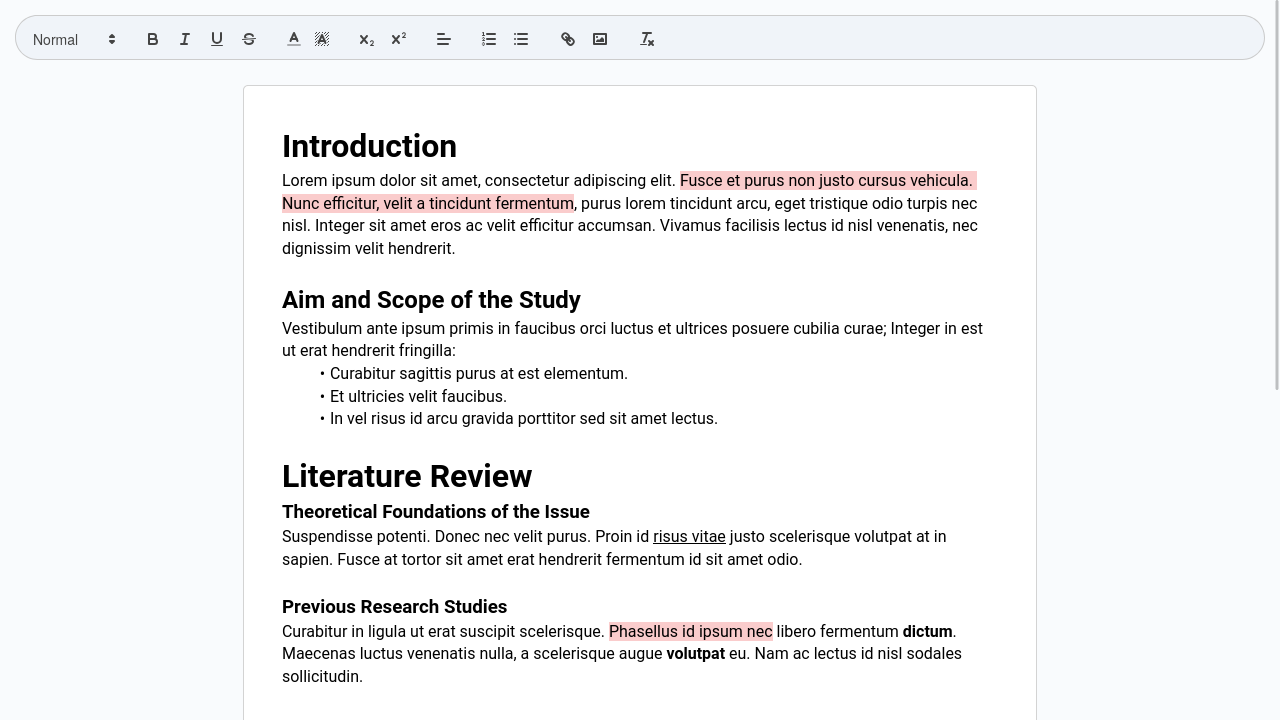 Normal
Introduction
Lorem ipsum dolor sit amet, consectetur adipiscing elit. Fusce et purus non justo cursus vehicula.
Nunc efficitur, velit a tincidunt fermentum, purus lorem tincidunt arcu, eget tristique odio turpis nec
nisl. Integer sit amet eros ac velit efficitur accumsan. Vivamus facilisis lectus id nisl venenatis, nec
dignissim velit hendrerit.
Aim and Scope of the Study
Vestibulum ante ipsum primis in faucibus orci luctus et ultrices posuere cubilia curae; Integer in est
ut erat hendrerit fringilla:
• Curabitur sagittis purus at est elementum.
• Et ultricies velit faucibus.
• In vel risus id arcu gravida porttitor sed sit amet lectus.
Literature Review
Theoretical Foundations of the Issue
Suspendisse potenti. Donec nec velit purus. Proin id risus vitae justo scelerisque volutpat at in
sapien. Fusce at tortor sit amet erat hendrerit fermentum id sit amet odio.
Previous Research Studies
Curabitur in ligula ut erat suscipit scelerisque. Phasellus id ipsum nec libero fermentum dictum.
Maecenas luctus venenatis nulla, a scelerisque augue volutpat eu. Nam ac lectus id nisl sodales
sollicitudin.